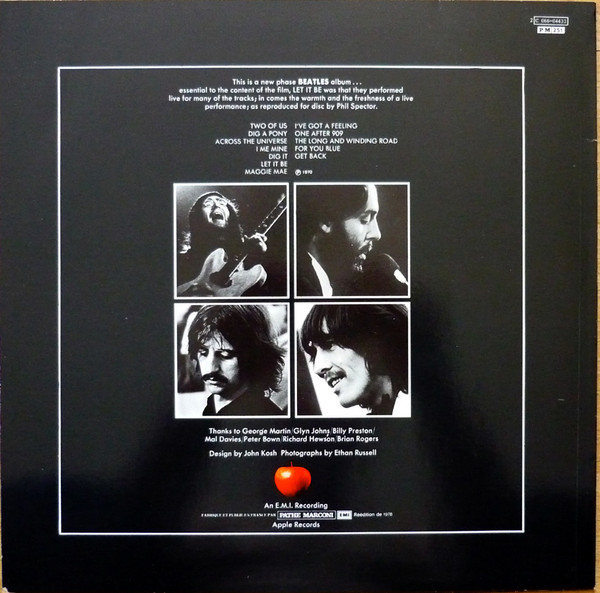 2 C 066-04433
PM 251
This is a new phase BEATLES album . . .
essential to the content of the film, LET IT BE was that they performed
live for many of the tracks; in comes the warmth and the freshness of a live
performance; as reproduced for disc by Phil Spector.
TWO OF US
DIG A PONY
ACROSS THE UNIVERSE
I ME MINE
DIG IT
LET IT BE
MAGGIE MAE
I'VE GOT A FEELING
ONE AFTER 909
THE LONG AND WINDING ROAD
FOR YOU BLUE
GET BACK
℗ 1970
Thanks to George Martin/Glyn Johns/Billy Preston/
Mal Davies/Peter Bown/Richard Hewson/Brian Rogers
Design by John Kosh Photographs by Ethan Russell
An E.M.I. Recording
PATHE MARCONI EMI Réédition de 1978
Apple Records